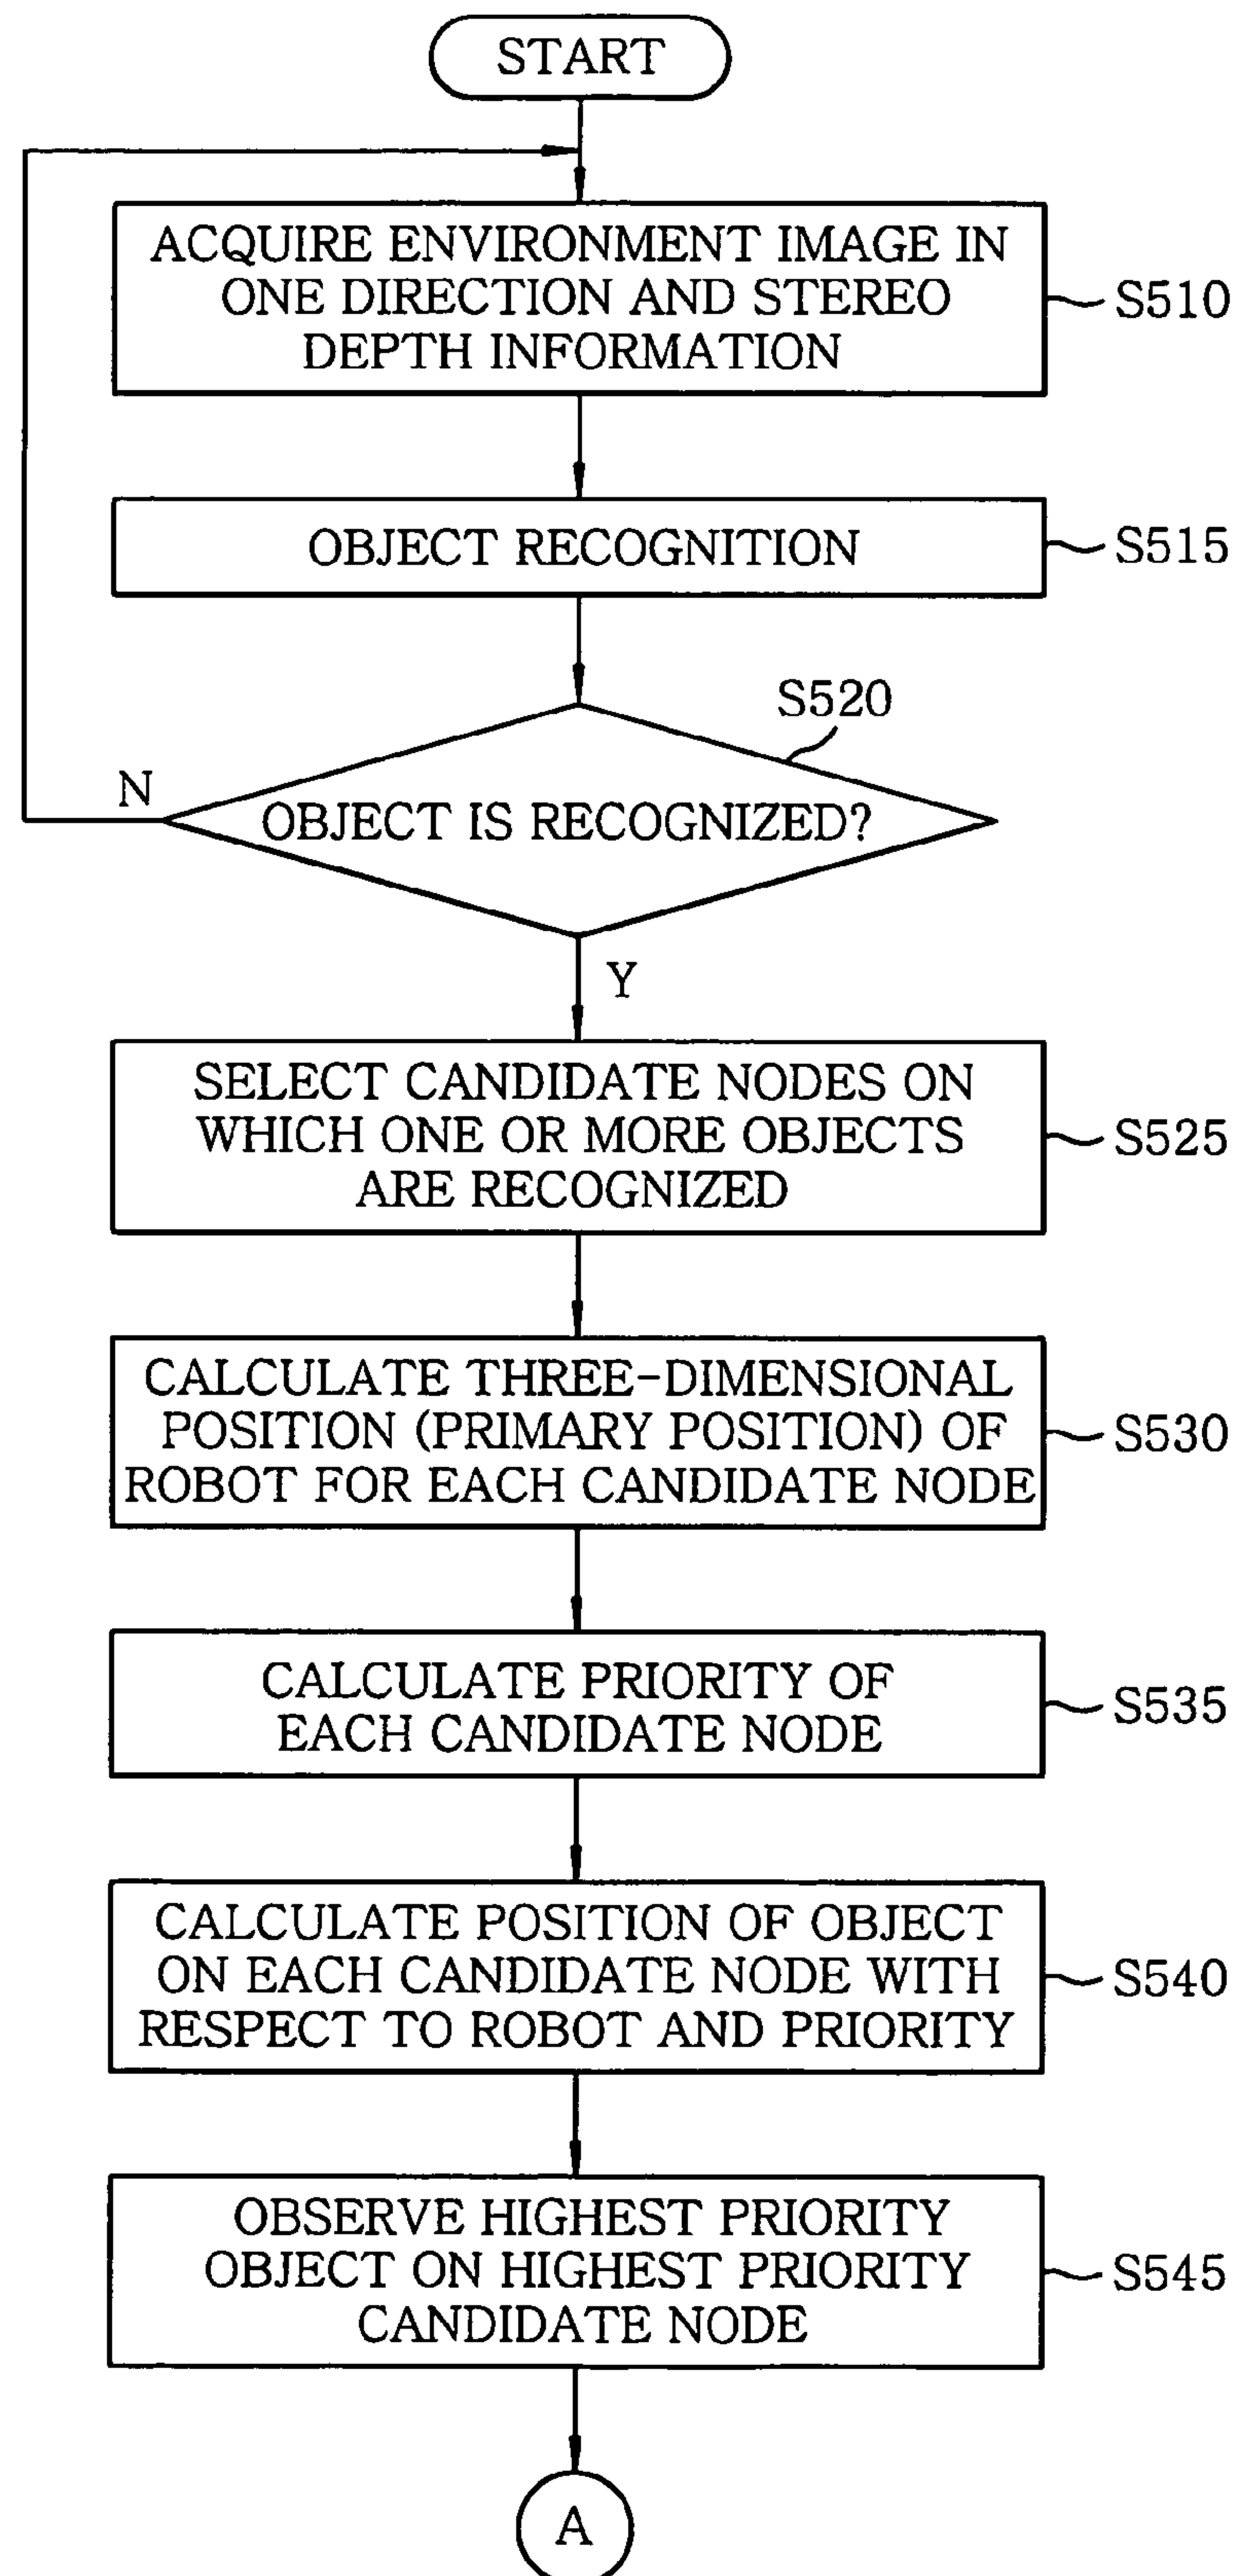 START
ACQUIRE ENVIRONMENT IMAGE IN
ONE DIRECTION AND STEREO
DEPTH INFORMATION
S510
OBJECT RECOGNITION
S515
S520
N
OBJECT IS RECOGNIZED?
Y
SELECT CANDIDATE NODES ON
WHICH ONE OR MORE OBJECTS
ARE RECOGNIZED
S525
CALCULATE THREE-DIMENSIONAL
POSITION (PRIMARY POSITION) OF
ROBOT FOR EACH CANDIDATE NODE
S530
CALCULATE PRIORITY OF
EACH CANDIDATE NODE
S535
CALCULATE POSITION OF OBJECT
ON EACH CANDIDATE NODE WITH
RESPECT TO ROBOT AND PRIORITY
S540
OBSERVE HIGHEST PRIORITY
OBJECT ON HIGHEST PRIORITY
CANDIDATE NODE
S545
A